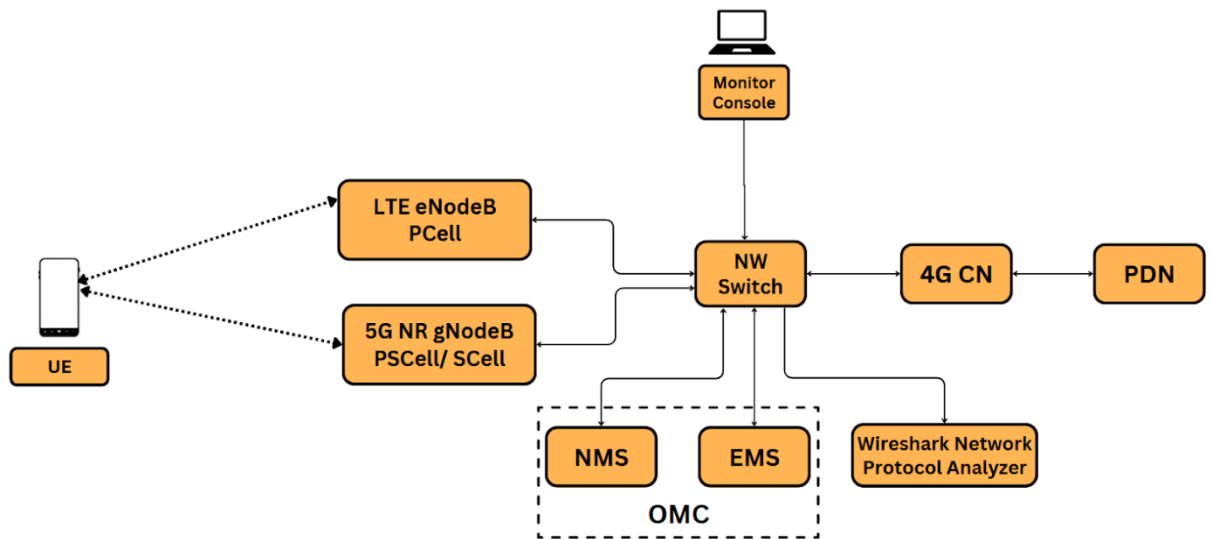 Monitor
Console
LTE eNodeB
PCell
NW
Switch
4G CN
PDN
5G NR gNodeB
PSCell/ SCell
UE
NMS
EMS
Wireshark Network
Protocol Analyzer
OMC